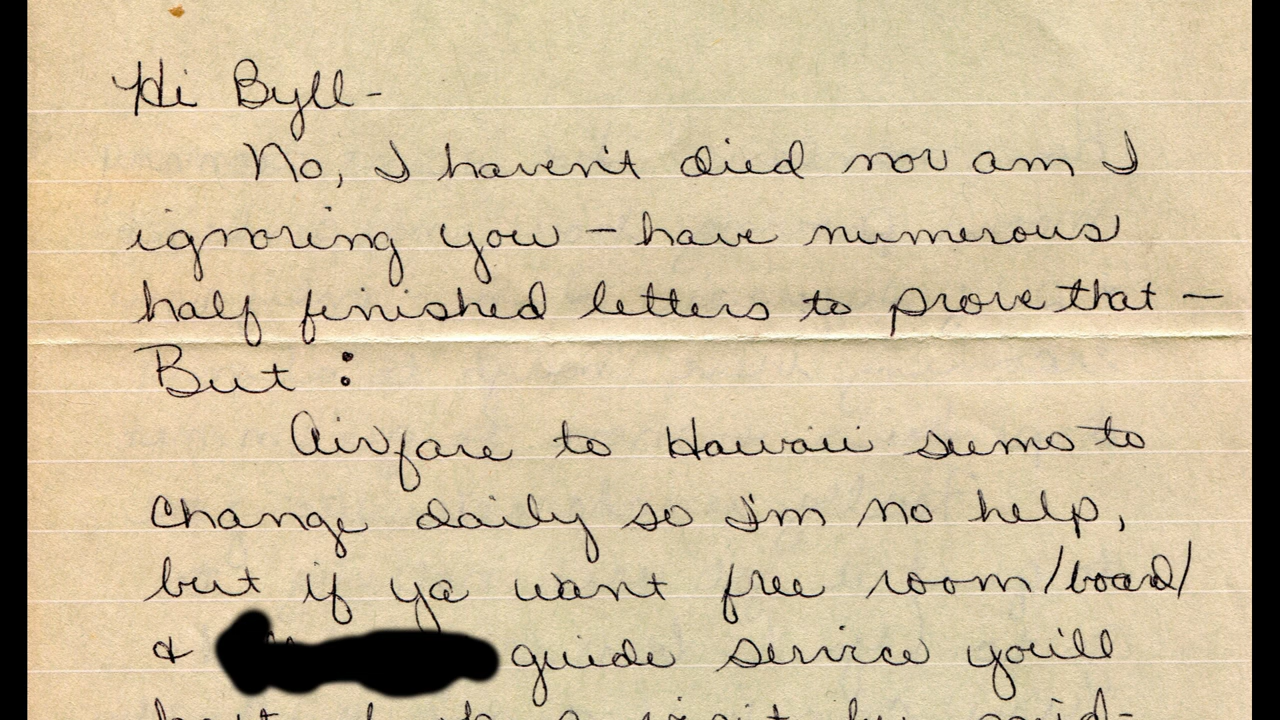 Hi Byll-
No, I haven't died nor am I
ignoring you – have numerous
half finished letters to prove that –
But :
Airfare to Hawaii seems to
change daily so I'm no help,
but if ya want free room/board/
& guide service you'll
a visit by